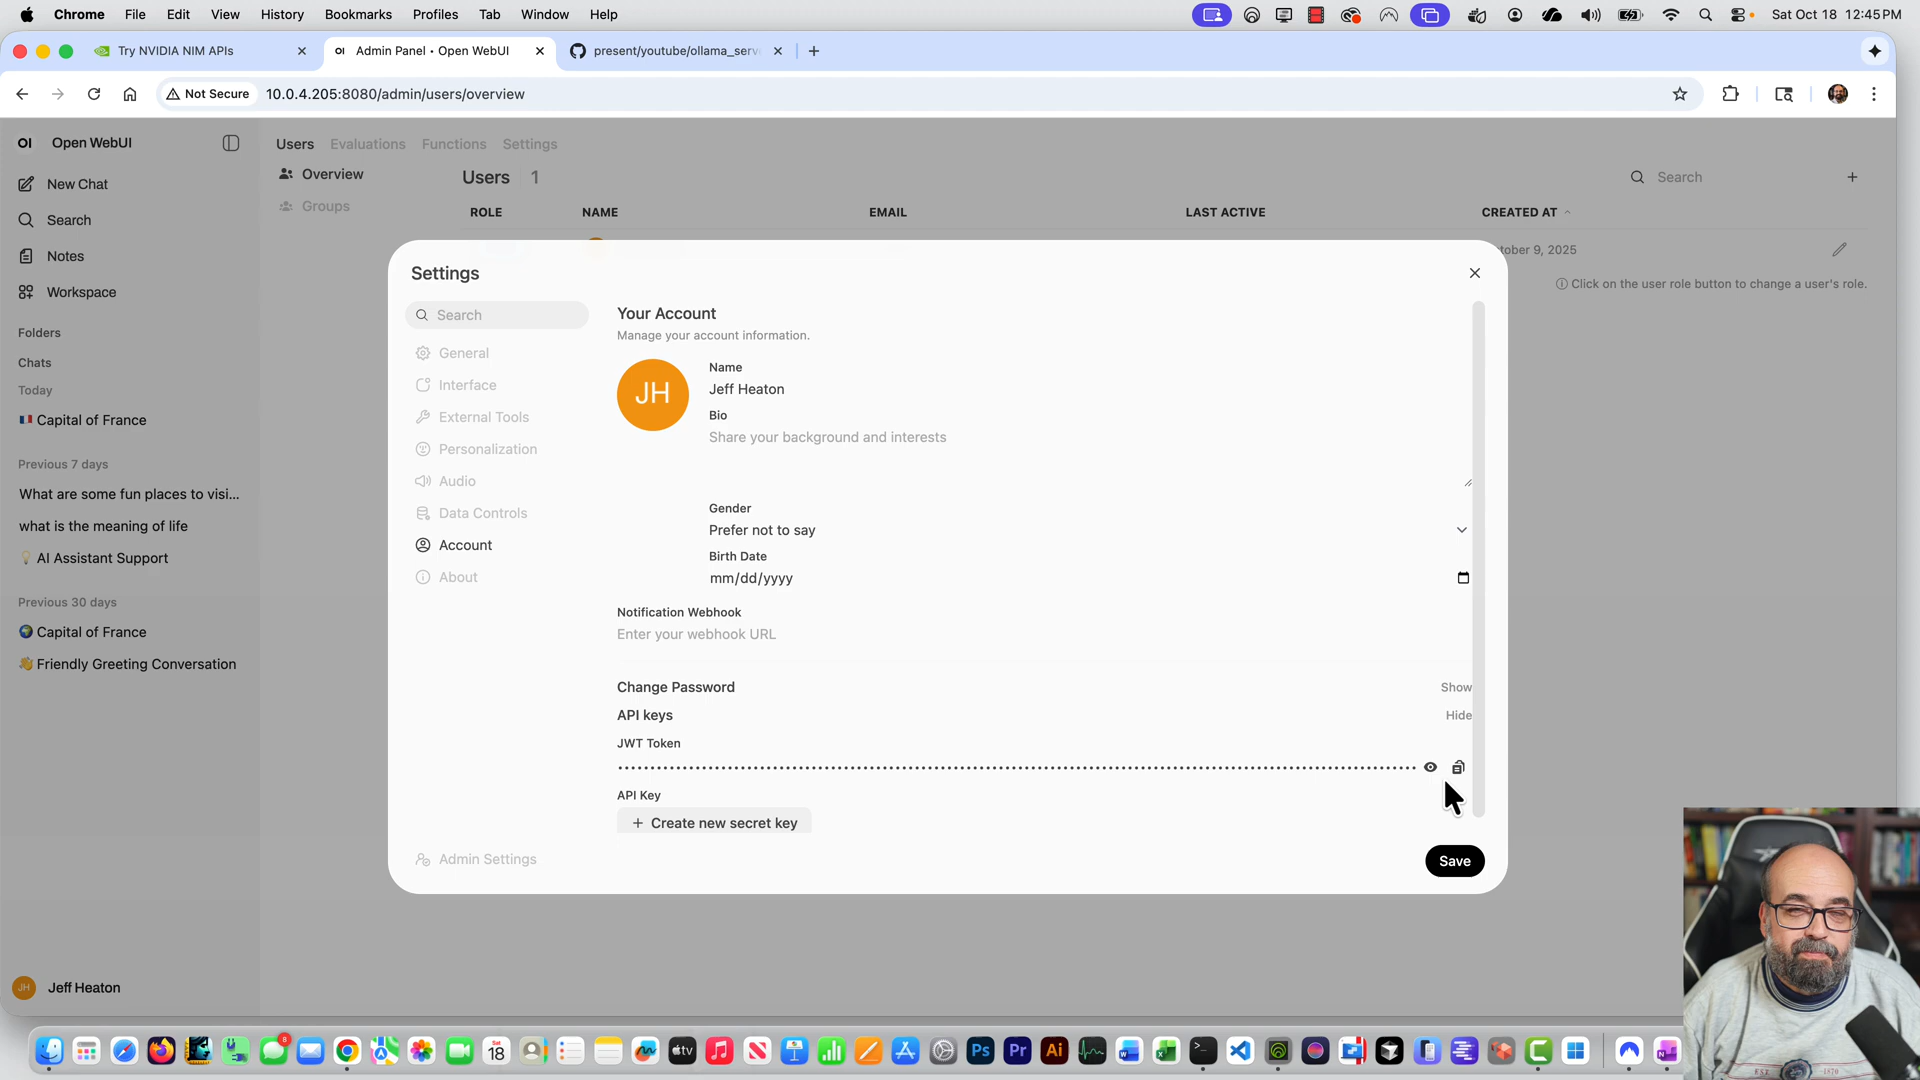 Chrome File Edit View History Bookmarks Profiles Tab Window Help
Sat Oct 18 12:45 PM
Try NVIDIA NIM APIs
OI Admin Panel • Open WebUI
present/youtube/ollama_serv
Not Secure 10.0.4.205:8080/admin/users/overview
OI Open WebUI
New Chat
Search
Notes
Workspace
Folders
Chats
Today
Capital of France
Previous 7 days
What are some fun places to visi...
what is the meaning of life
AI Assistant Support
Previous 30 days
Capital of France
Friendly Greeting Conversation
JH Jeff Heaton
Users Evaluations Functions Settings
Overview
Groups
Users 1
Search
ROLE NAME EMAIL LAST ACTIVE CREATED AT
tober 9, 2025
Click on the user role button to change a user's role.
Settings
Search
General
Interface
External Tools
Personalization
Audio
Data Controls
Account
About
Admin Settings
Your Account
Manage your account information.
JH
Name
Jeff Heaton
Bio
Share your background and interests
Gender
Prefer not to say
Birth Date
mm/dd/yyyy
Notification Webhook
Enter your webhook URL
Change Password Show
API keys Hide
JWT Token
API Key
+ Create new secret key
Save
8
Sat
18
tv
Ps
Pr
Ai